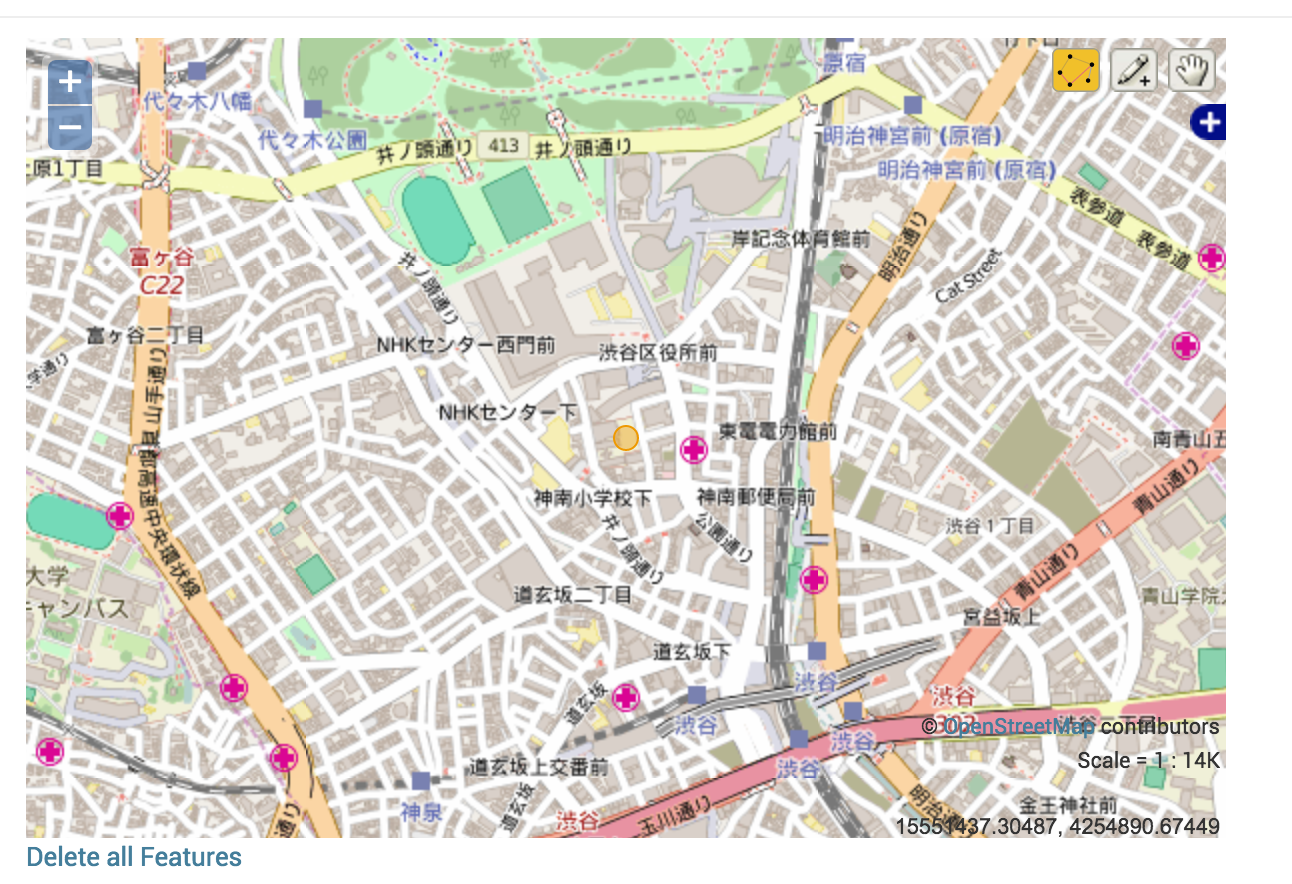 +
−
原宿
代々木八幡
代々木公園
井ノ頭通り
413
井ノ頭通り
明治神宮前 (原宿)
明治神宮前 (原宿)
原1丁目
表参道
表参道
岸記念体育館前
明治通り
富ヶ谷
C22
井ノ頭通り
Cat Street
富ヶ谷二丁目
NHKセンター西門前
渋谷区役所前
山手通り
NHKセンター下
東電電力館前
南青山五
神南小学校下
神南郵便局前
青山通り
公園通り
渋谷1丁目
井ノ頭通り
中央環状線
青山通り
大学
キャンパス
道玄坂二丁目
青山学院
宮益坂上
道玄坂下
渋谷
道玄坂
渋谷
渋谷
渋谷
© OpenStreetMap contributors
渋谷
Scale = 1 : 14K
道玄坂上交番前
神泉
道玄坂
明治
金王神社前
渋谷
玉川通り
15551437.30487, 4254890.67449
Delete all Features